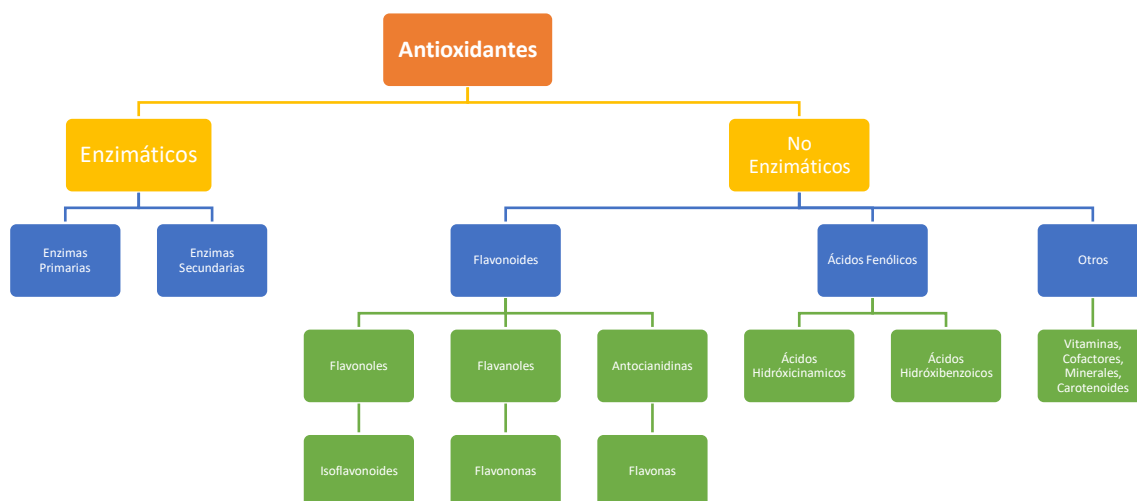 Antioxidantes
Enzimáticos
No
Enzimáticos
Enzimas
Primarias
Enzimas
Secundarias
Flavonoides
Ácidos Fenólicos
Otros
Flavonoles
Flavanoles
Antocianidinas
Ácidos
Hidróxicinamicos
Ácidos
Hidróxibenzoicos
Vitaminas,
Cofactores,
Minerales,
Carotenoides
Isoflavonoides
Flavononas
Flavonas